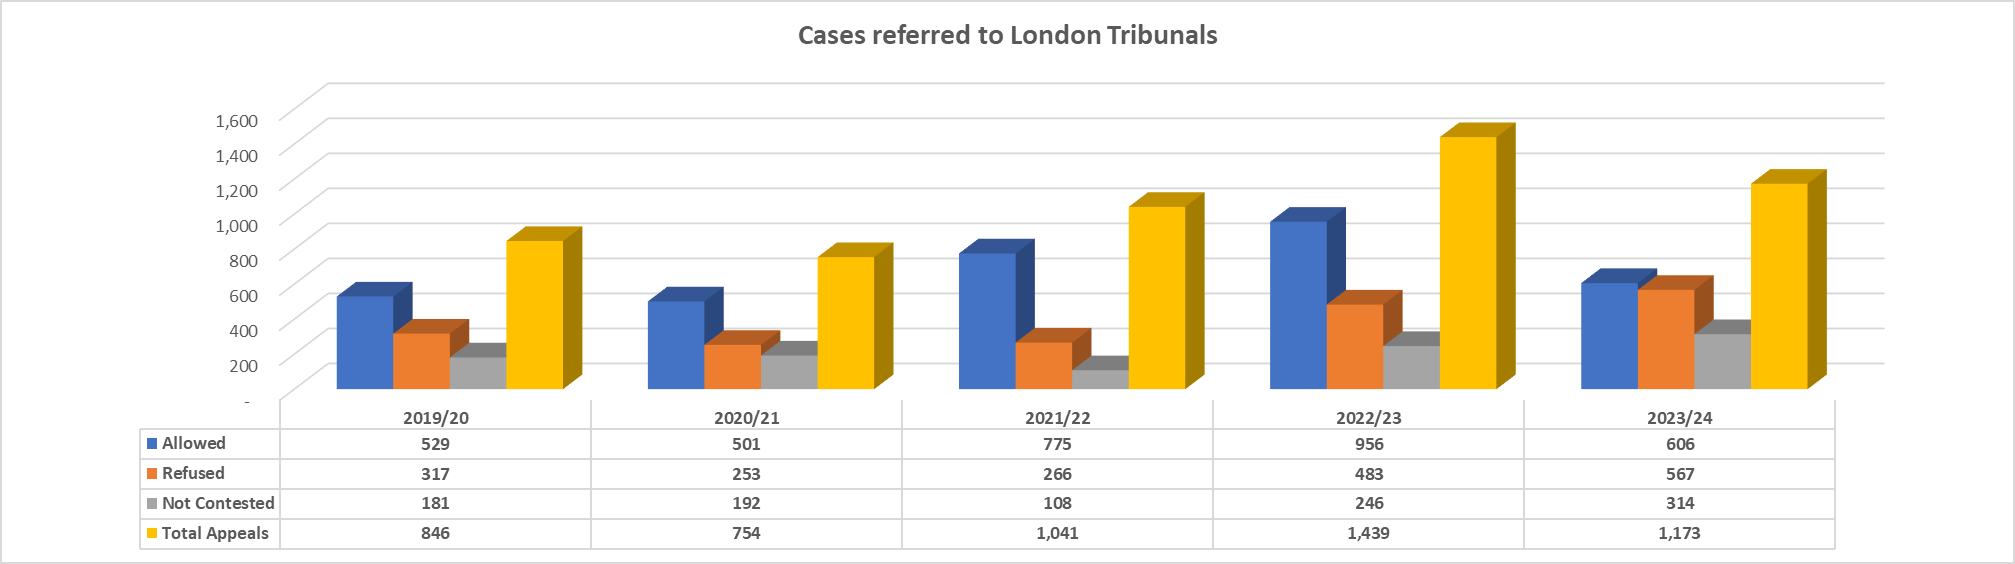 Cases referred to London Tribunals
1,600
1,400
1,200
1,000
800
600
400
200
-
2019/20 2020/21 2021/22 2022/23 2023/24
Allowed 529 501 775 956 606
Refused 317 253 266 483 567
Not Contested 181 192 108 246 314
Total Appeals 846 754 1,041 1,439 1,173